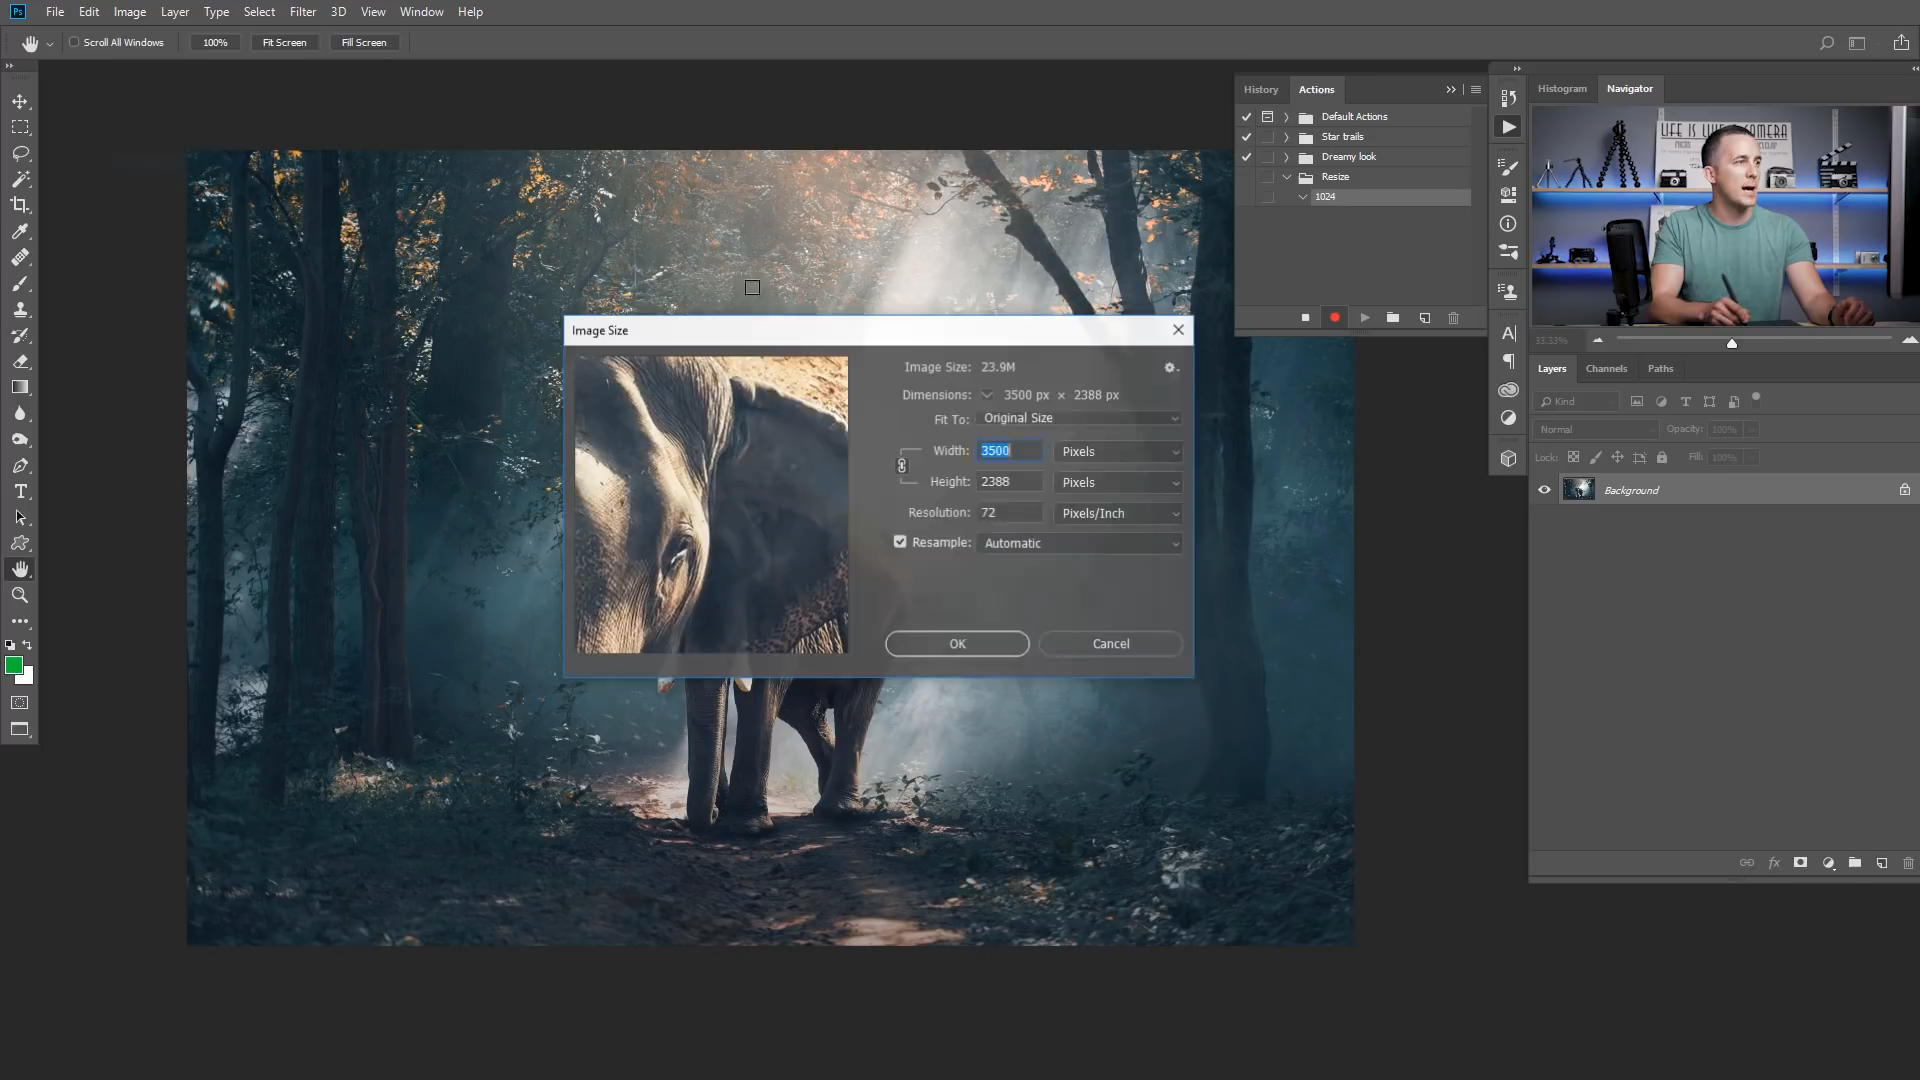 Ps File Edit Image Layer Type Select Filter 3D View Window Help
Scroll All Windows 100% Fit Screen Fill Screen
History Actions
Default Actions
Star trails
Dreamy look
Resize
1024
Histogram Navigator
LIFE IS LIVE CAMERA
33.33%
Layers Channels Paths
Kind
Normal Opacity: 100%
Lock: Fill: 100%
Background
fx
Image Size
Image Size: 23.9M
Dimensions: 3500 px × 2388 px
Fit To: Original Size
Width: 3500 Pixels
Height: 2388 Pixels
Resolution: 72 Pixels/Inch
Resample: Automatic
OK Cancel